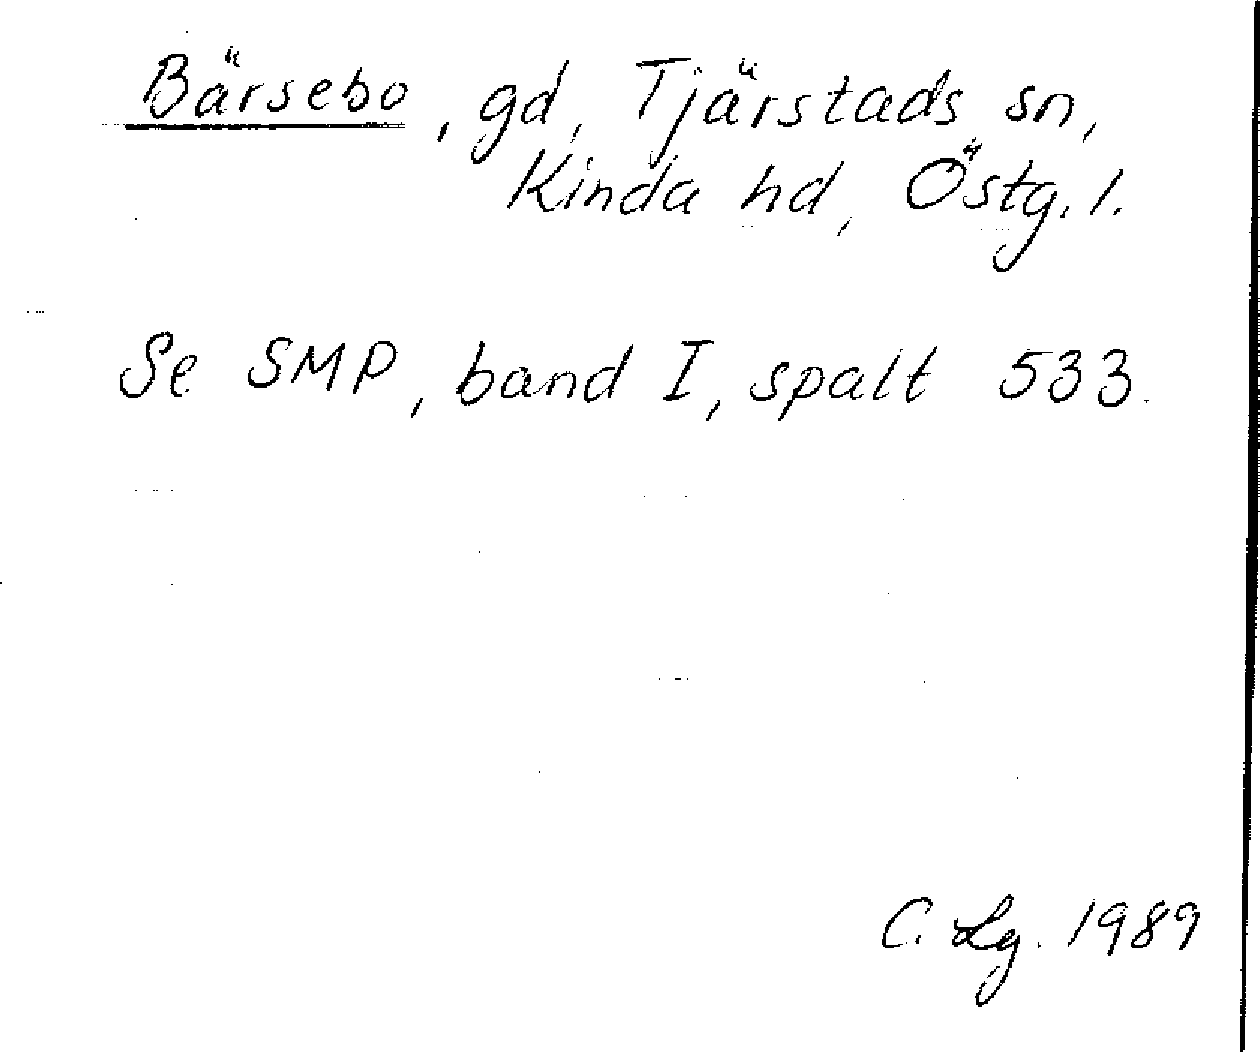 Bärsebo, gd, Tjärstads sn,
Kinda hd, Östg. l.
Se SMP, band I, spalt 533.
C. Lg. 1989